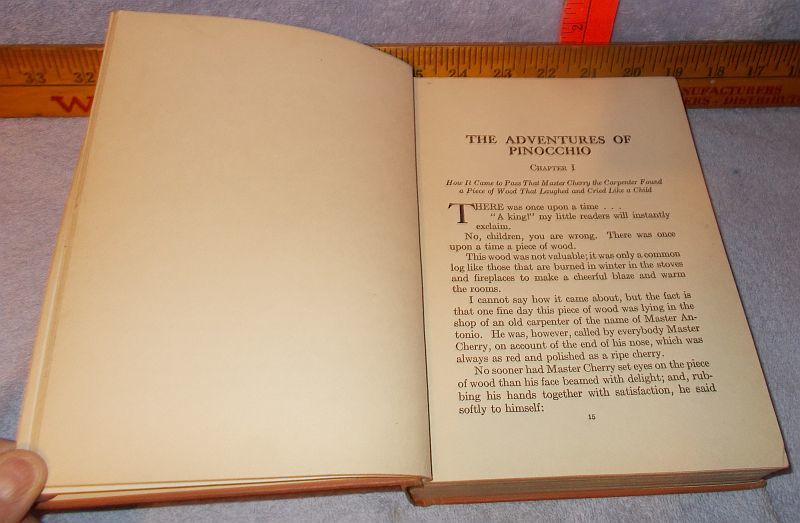 33 32 24 23 22 21 20 19 18 17
W
MANUFACTURERS
DISTRIBUT
THE ADVENTURES OF
PINOCCHIO
CHAPTER I
How It Came to Pass That Master Cherry the Carpenter Found
a Piece of Wood That Laughed and Cried Like a Child
THERE was once upon a time . . .
"A king!" my little readers will instantly
exclaim.
No, children, you are wrong. There was once
upon a time a piece of wood.
This wood was not valuable; it was only a common
log like those that are burned in winter in the stoves
and fireplaces to make a cheerful blaze and warm
the rooms.
I cannot say how it came about, but the fact is
that one fine day this piece of wood was lying in the
shop of an old carpenter of the name of Master An-
tonio. He was, however, called by everybody Master
Cherry, on account of the end of his nose, which was
always as red and polished as a ripe cherry.
No sooner had Master Cherry set eyes on the piece
of wood than his face beamed with delight; and, rub-
bing his hands together with satisfaction, he said
softly to himself:
15